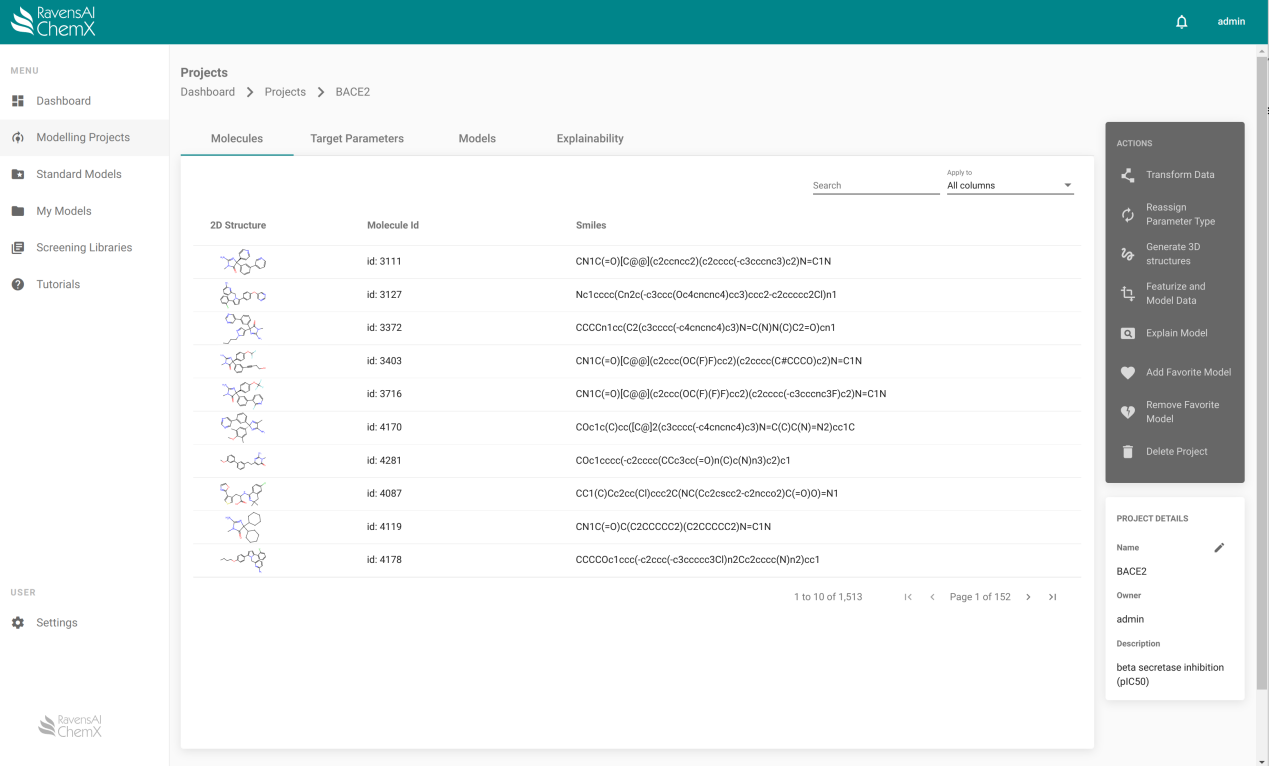 RavensAI
ChemX
admin
MENU
Dashboard
Modelling Projects
Standard Models
My Models
Screening Libraries
Tutorials
USER
Settings
RavensAI
ChemX
Projects
Dashboard Projects BACE2
Molecules Target Parameters Models Explainability
Search
Apply to
All columns
2D Structure Molecule Id Smiles
id: 3111 CN1C(=O)[C@@](c2ccncc2)(c2cccc(-c3cccnc3)c2)N=C1N
id: 3127 Nc1cccc(Cn2c(-c3ccc(Oc4cncnc4)cc3)ccc2-c2ccccc2Cl)n1
id: 3372 CCCCn1cc(C2(c3cccc(-c4cncnc4)c3)N=C(N)N(C)C2=O)cn1
id: 3403 CN1C(=O)[C@@](c2ccc(OC(F)F)cc2)(c2cccc(C#CCCO)c2)N=C1N
id: 3716 CN1C(=O)[C@@](c2ccc(OC(F)(F)F)cc2)(c2cccc(-c3cccnc3F)c2)N=C1N
id: 4170 COc1c(C)cc([C@]2(c3cccc(-c4cncnc4)c3)N=C(C)C(N)=N2)cc1C
id: 4281 COc1cccc(-c2cccc(CCc3cc(=O)n(C)c(N)n3)c2)c1
id: 4087 CC1(C)Cc2cc(Cl)ccc2C(NC(Cc2cscc2-c2ncco2)C(=O)O)=N1
id: 4119 CN1C(=O)C(C2CCCCC2)(C2CCCCC2)N=C1N
id: 4178 CCCCOc1ccc(-c2ccc(-c3ccccc3Cl)n2Cc2cccc(N)n2)cc1
1 to 10 of 1,513 Page 1 of 152
ACTIONS
Transform Data
Reassign
Parameter Type
Generate 3D
structures
Featurize and
Model Data
Explain Model
Add Favorite Model
Remove Favorite
Model
Delete Project
PROJECT DETAILS
Name
BACE2
Owner
admin
Description
beta secretase inhibition
(pIC50)